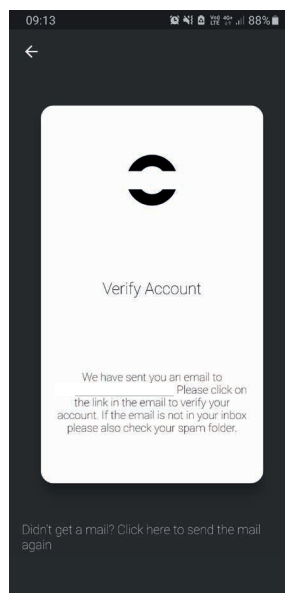 09:13
VoLTE 4G+ 88%
Verify Account
We have sent you an email to
Please click on
the link in the email to verify your
account. If the email is not in your inbox
please also check your spam folder.
Didn't get a mail? Click here to send the mail
again